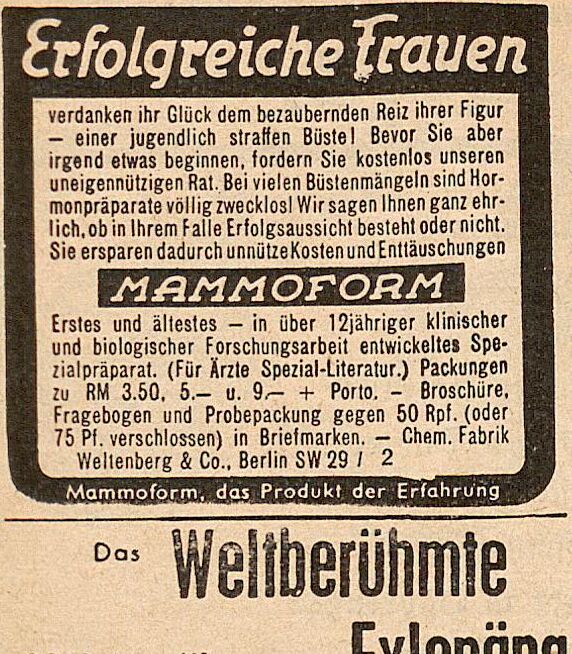 Erfolgreiche Frauen
verdanken ihr Glück dem bezaubernden Reiz ihrer Figur
— einer jugendlich straffen Büste! Bevor Sie aber
irgend etwas beginnen, fordern Sie kostenlos unseren
uneigennützigen Rat. Bei vielen Büstenmängeln sind Hor-
monpräparate völlig zwecklos! Wir sagen Ihnen ganz ehr-
lich, ob in Ihrem Falle Erfolgsaussicht besteht oder nicht.
Sie ersparen dadurch unnütze Kosten und Enttäuschungen
MAMMOFORM
Erstes und ältestes — in über 12jähriger klinischer
und biologischer Forschungsarbeit entwickeltes Spe-
zialpräparat. (Für Ärzte Spezial-Literatur.) Packungen
zu RM 3.50, 5.— u. 9.— + Porto. – Broschüre,
Fragebogen und Probepackung gegen 50 Rpf. (oder
75 Pf. verschlossen) in Briefmarken. — Chem. Fabrik
Weltenberg & Co., Berlin SW 29 / 2
Mammoform, das Produkt der Erfahrung
Das Weltberühmte